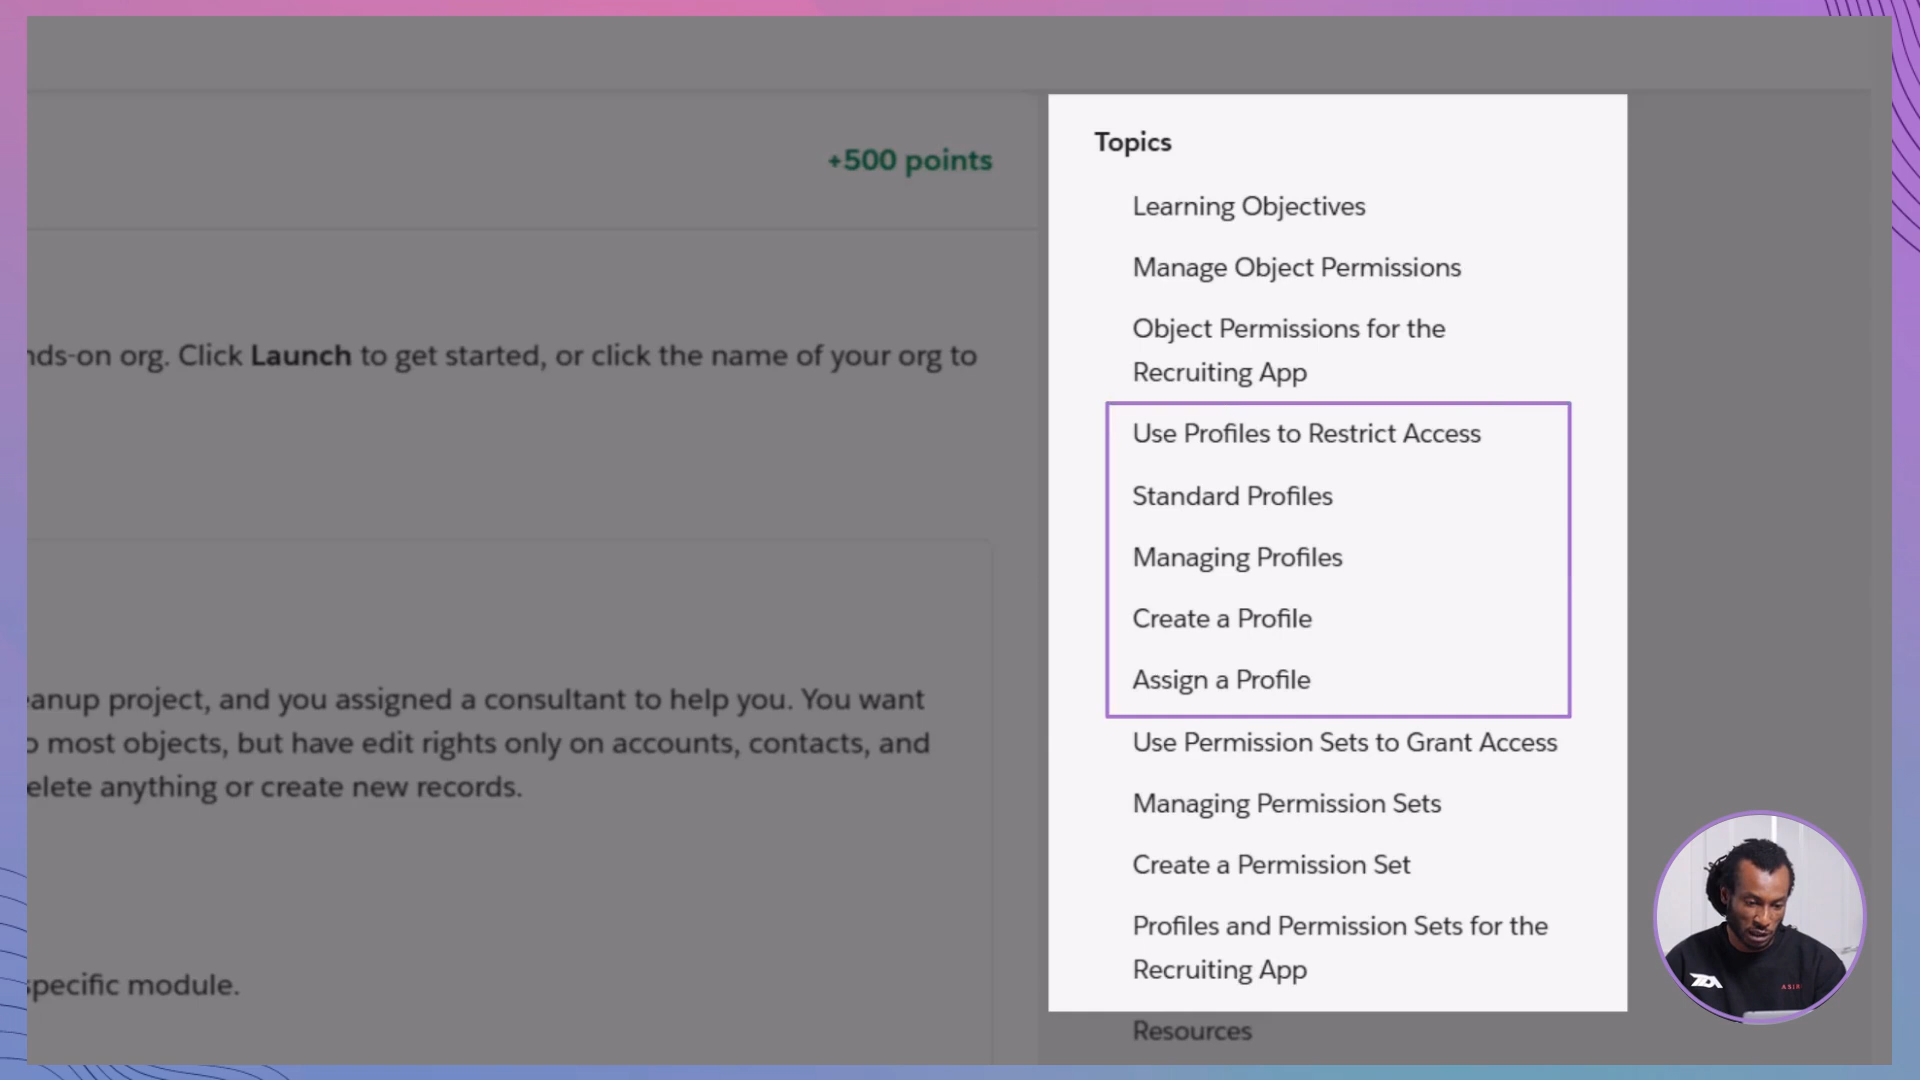 +500 points
nds-on org. Click Launch to get started, or click the name of your org to
eanup project, and you assigned a consultant to help you. You want
o most objects, but have edit rights only on accounts, contacts, and
elete anything or create new records.
specific module.
Topics
Learning Objectives
Manage Object Permissions
Object Permissions for the
Recruiting App
Use Profiles to Restrict Access
Standard Profiles
Managing Profiles
Create a Profile
Assign a Profile
Use Permission Sets to Grant Access
Managing Permission Sets
Create a Permission Set
Profiles and Permission Sets for the
Recruiting App
Resources